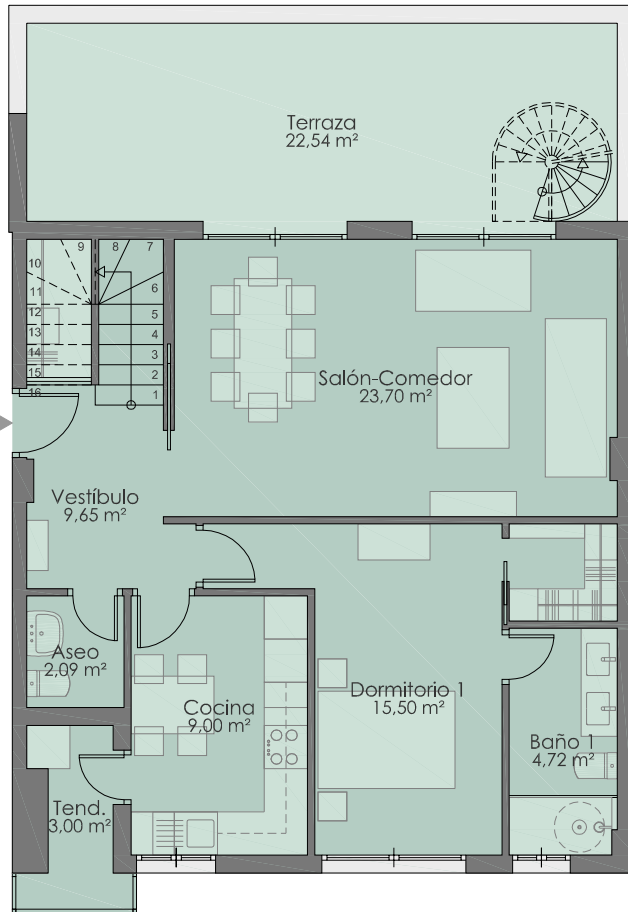 Terraza
22,54 m²
9
8
7
10
11
6
12
5
13
4
14
3
15
2
16
1
Salón-Comedor
23,70 m²
Vestíbulo
9,65 m²
Aseo
2,09 m²
Cocina
9,00 m²
Dormitorio 1
15,50 m²
Baño 1
4,72 m²
Tend.
3,00 m²